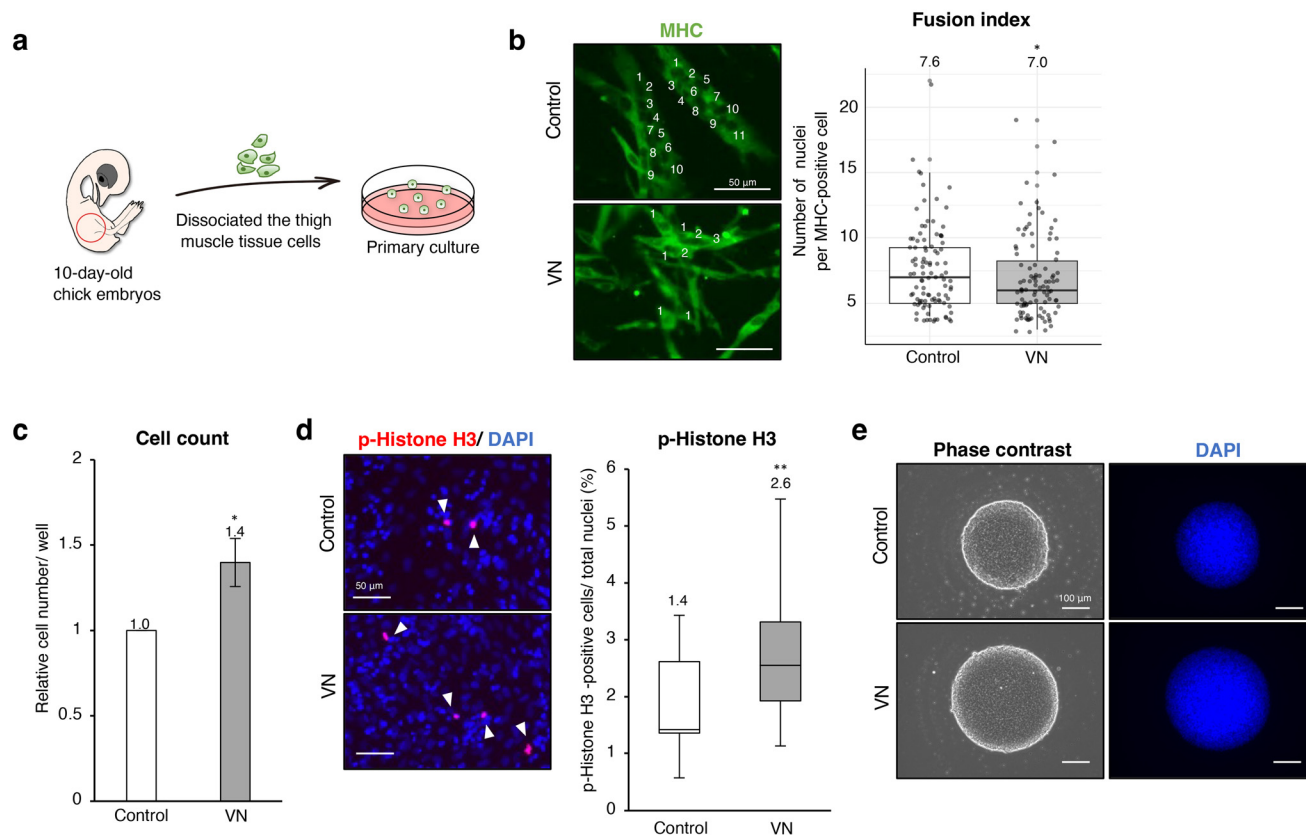 a
10-day-old
chick embryos
Dissociated the thigh
muscle tissue cells
Primary culture
b
MHC
Control
1
2
3
4
7 5
6
8
10
9
1
2 5
3 6
4 7
8 10
9
11
50 μm
VN
1
2
3
1 2
1 1
Fusion index
*
7.6 7.0
Number of nuclei
per MHC-positive cell
20
15
10
5
Control VN
c
Cell count
Relative cell number/ well
2
1.5
1
0.5
0
1.0
*
1.4
Control VN
d
p-Histone H3/ DAPI
Control
50 μm
VN
p-Histone H3
p-Histone H3 -positive cells/ total nuclei (%)
6
5
4
3
2
1
0
1.4
**
2.6
Control VN
e
Phase contrast DAPI
Control
100 μm
VN